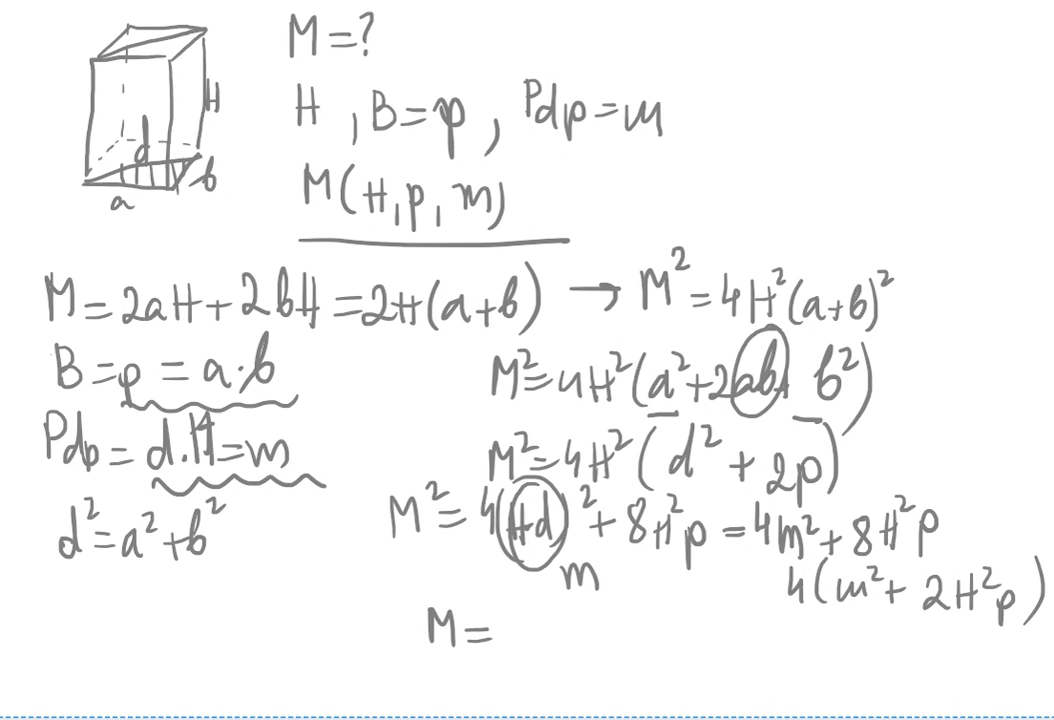 M=?
H , B=p , Pdp=m
M(H,p,m)
H
d
b
a
M=2aH+2bH=2H(a+b) → M²=4H²(a+b)²
B=p=a·b
M²=4H²(a²+2ab+b²)
Pdp=d.H=m
M²=4H²(d²+2p)
d²=a²+b²
M²=4(Hd)²+8H²p=4m²+8H²p
m
4(m²+2H²p)
M=